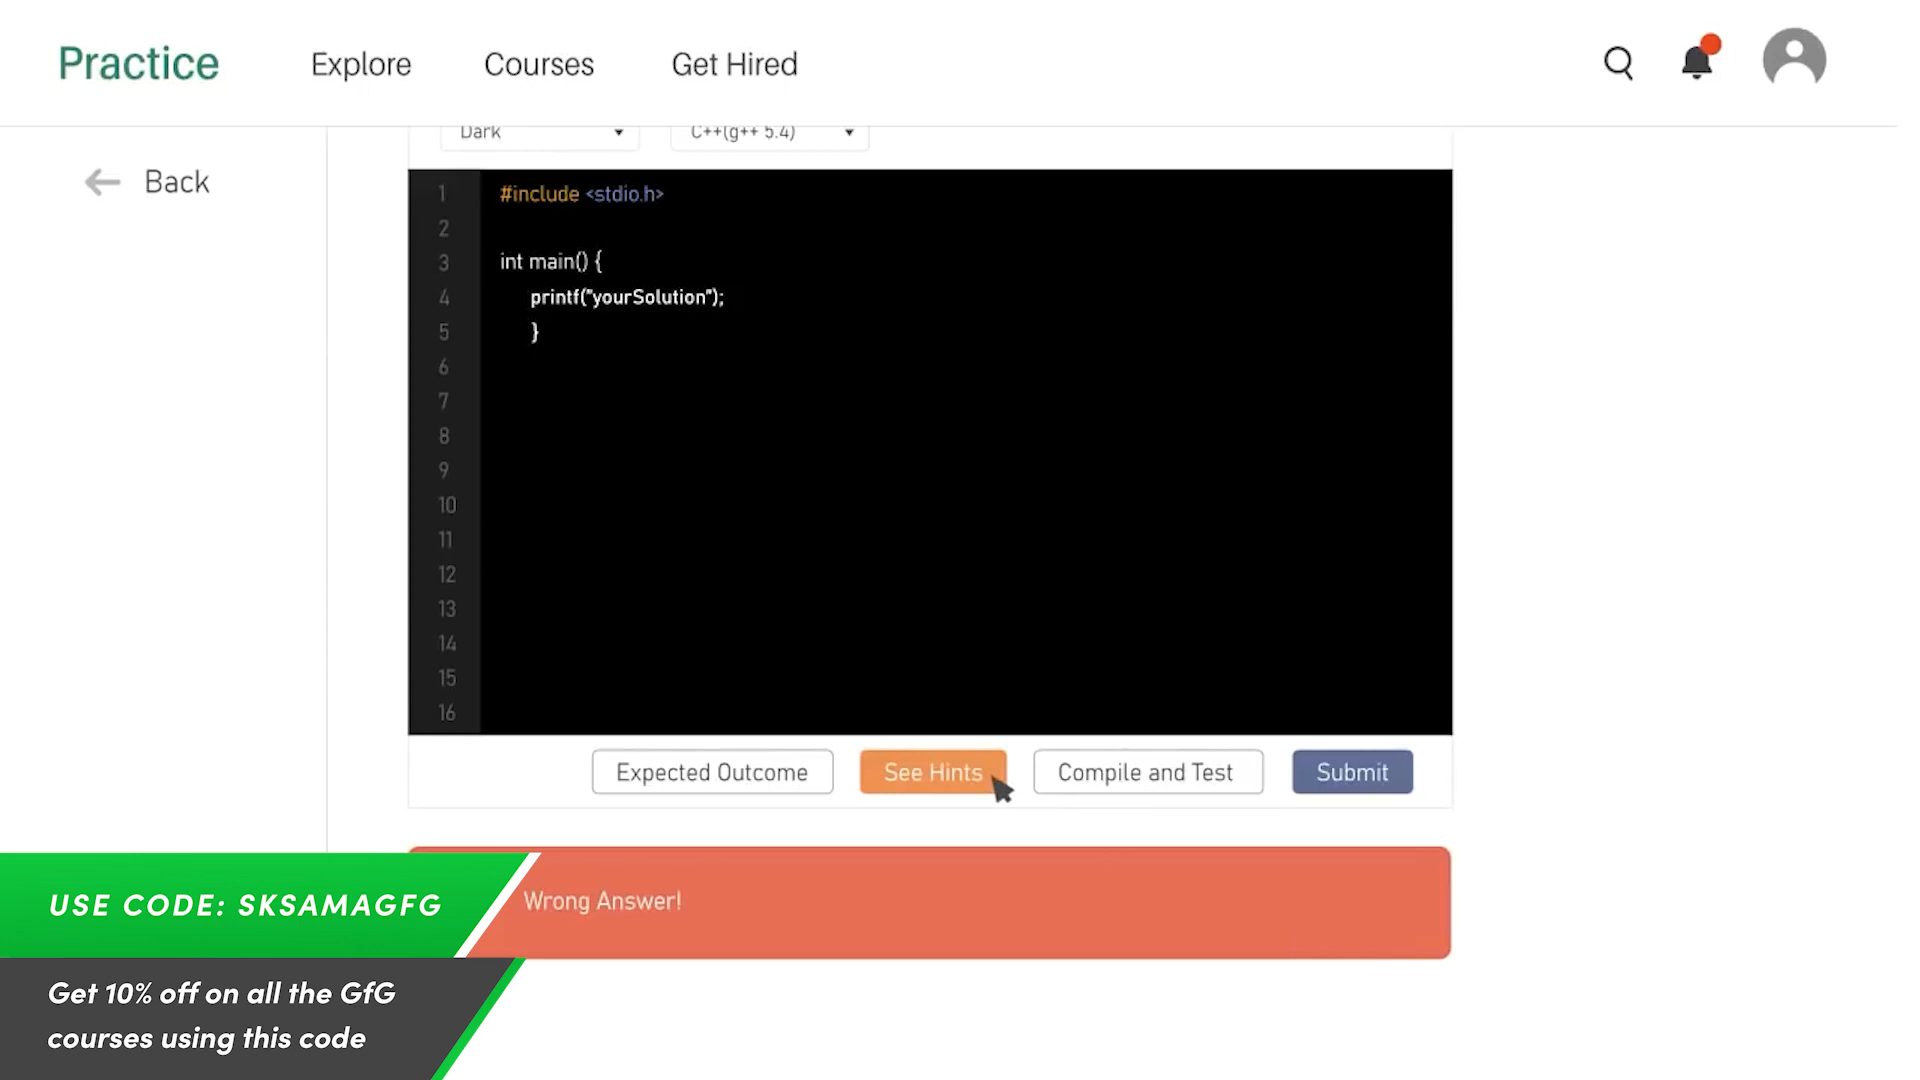 Practice
Explore
Courses
Get Hired
Back
Dark
C++(g++ 5.4)
1 #include <stdio.h>
2
3 int main() {
4 printf("yourSolution");
5 }
6
7
8
9
10
11
12
13
14
15
16
Expected Outcome
See Hints
Compile and Test
Submit
Wrong Answer!
USE CODE: SKSAMAGFG
Get 10% off on all the GfG
courses using this code